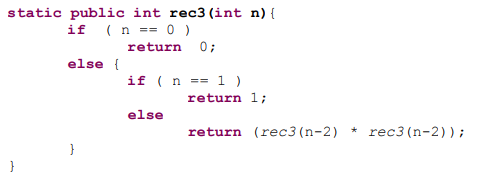 static public int rec3(int n){
if ( n == 0 )
return 0;
else {
if ( n == 1 )
return 1;
else
return (rec3(n-2) * rec3(n-2));
}
}